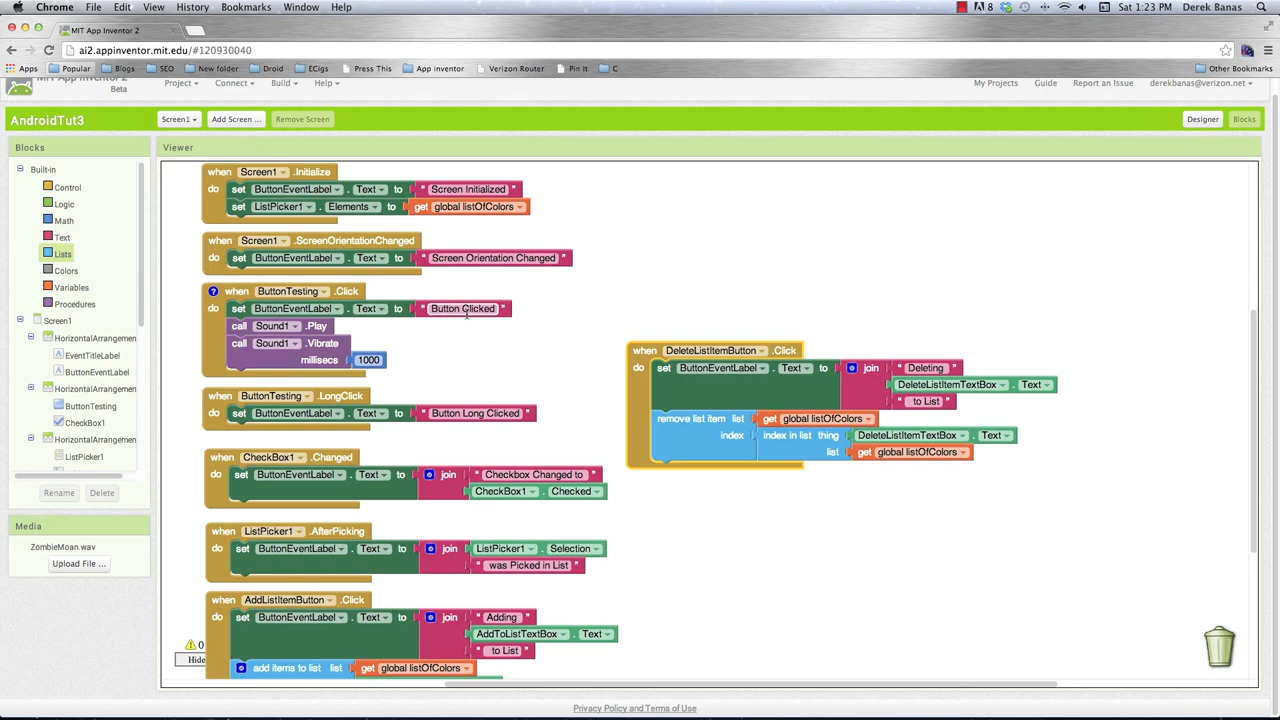 Chrome File Edit View History Bookmarks Window Help 8 Sat 1:23 PM Derek Banas
MIT App Inventor 2
ai2.appinventor.mit.edu/#120930040
Apps Popular Blogs SEO New folder Droid ECigs Press This App inventor Verizon Router Pin It C Other Bookmarks
MIT App Inventor 2
Beta
Project Connect Build Help My Projects Guide Report an Issue derekbanas@verizon.net
AndroidTut3 Screen1 Add Screen ... Remove Screen Designer Blocks
Blocks
Built-in
Control
Logic
Math
Text
Lists
Colors
Variables
Procedures
Screen1
HorizontalArrangemen
EventTitleLabel
ButtonEventLabel
HorizontalArrangemen
ButtonTesting
CheckBox1
HorizontalArrangemen
ListPicker1
Rename Delete
Media
ZombieMoan.wav
Upload File ...
Viewer
when Screen1 .Initialize
do set ButtonEventLabel . Text to " Screen Initialized "
set ListPicker1 . Elements to get global listOfColors
when Screen1 .ScreenOrientationChanged
do set ButtonEventLabel . Text to " Screen Orientation Changed "
? when ButtonTesting .Click
do set ButtonEventLabel . Text to " Button Clicked "
call Sound1 .Play
call Sound1 .Vibrate
millisecs 1000
when ButtonTesting .LongClick
do set ButtonEventLabel . Text to " Button Long Clicked "
when CheckBox1 .Changed
do set ButtonEventLabel . Text to join " Checkbox Changed to "
CheckBox1 . Checked
when ListPicker1 .AfterPicking
do set ButtonEventLabel . Text to join ListPicker1 . Selection
" was Picked in List "
when AddListItemButton .Click
do set ButtonEventLabel . Text to join " Adding "
AddToListTextBox . Text
" to List "
add items to list list get global listOfColors
0
Hide
when DeleteListItemButton .Click
do set ButtonEventLabel . Text to join " Deleting "
DeleteListItemTextBox . Text
" to List "
remove list item list get global listOfColors
index index in list thing DeleteListItemTextBox . Text
list get global listOfColors
Privacy Policy and Terms of Use